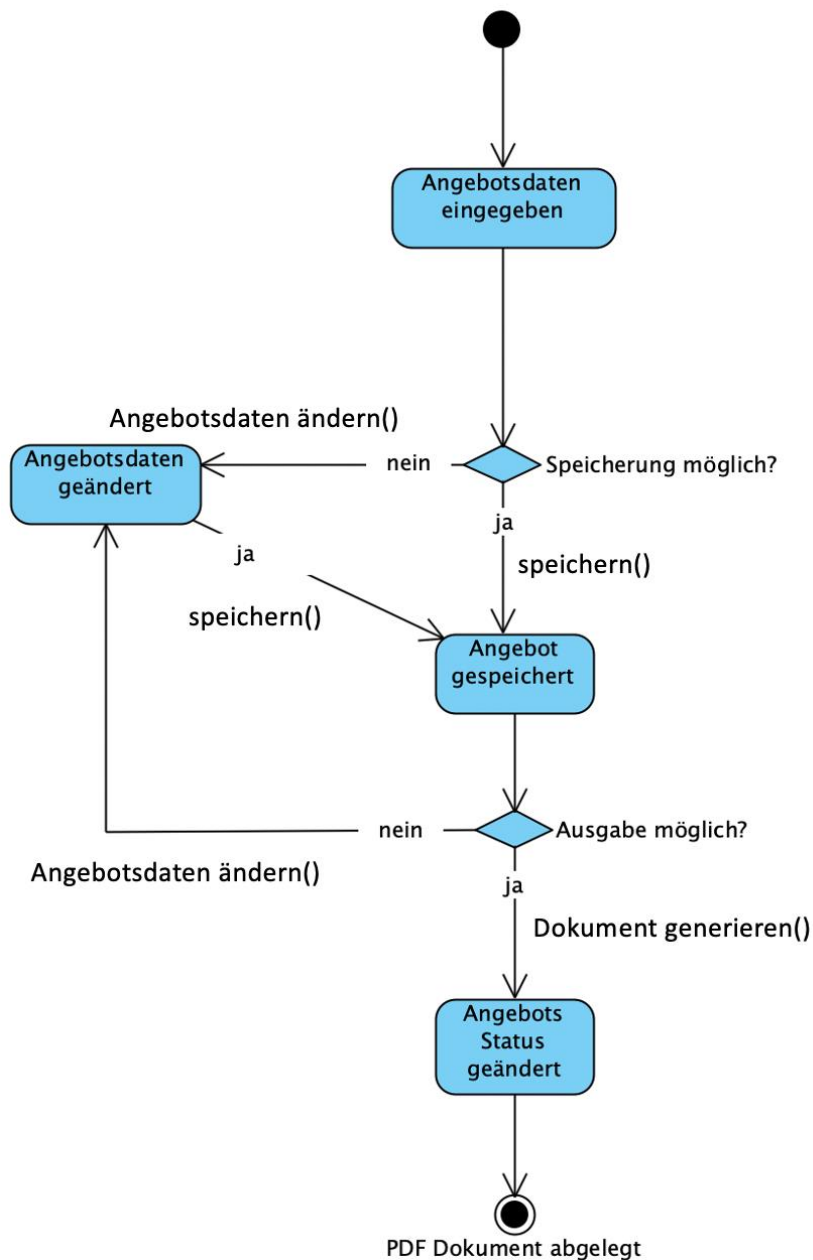 Angebotsdaten
eingegeben
Angebotsdaten ändern()
Angebotsdaten
geändert
nein
Speicherung möglich?
ja
speichern()
ja
speichern()
Angebot
gespeichert
nein
Ausgabe möglich?
Angebotsdaten ändern()
ja
Dokument generieren()
Angebots
Status
geändert
PDF Dokument abgelegt